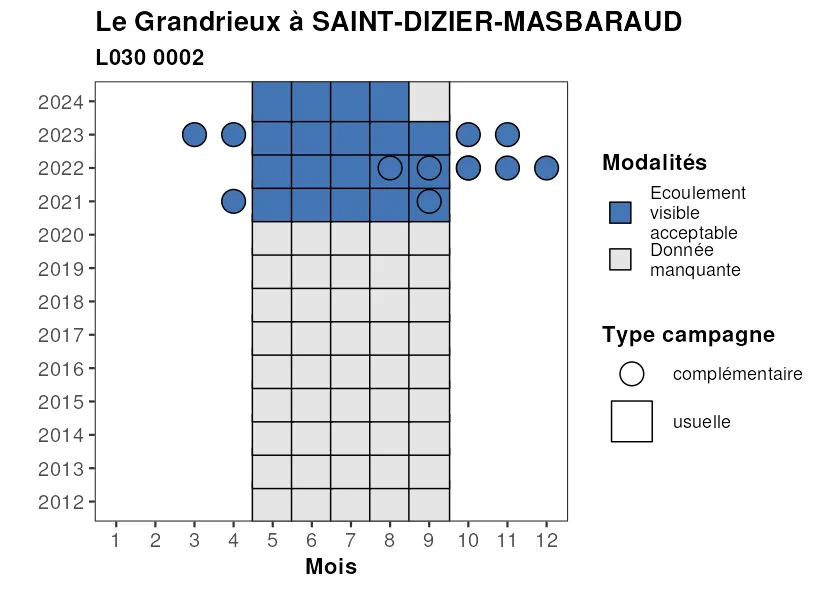 Le Grandrieux à SAINT-DIZIER-MASBARAUD
L030 0002
2024
2023
2022
2021
2020
2019
2018
2017
2016
2015
2014
2013
2012
1 2 3 4 5 6 7 8 9 10 11 12
Mois
Modalités
Ecoulement
visible
acceptable
Donnée
manquante
Type campagne
complémentaire
usuelle